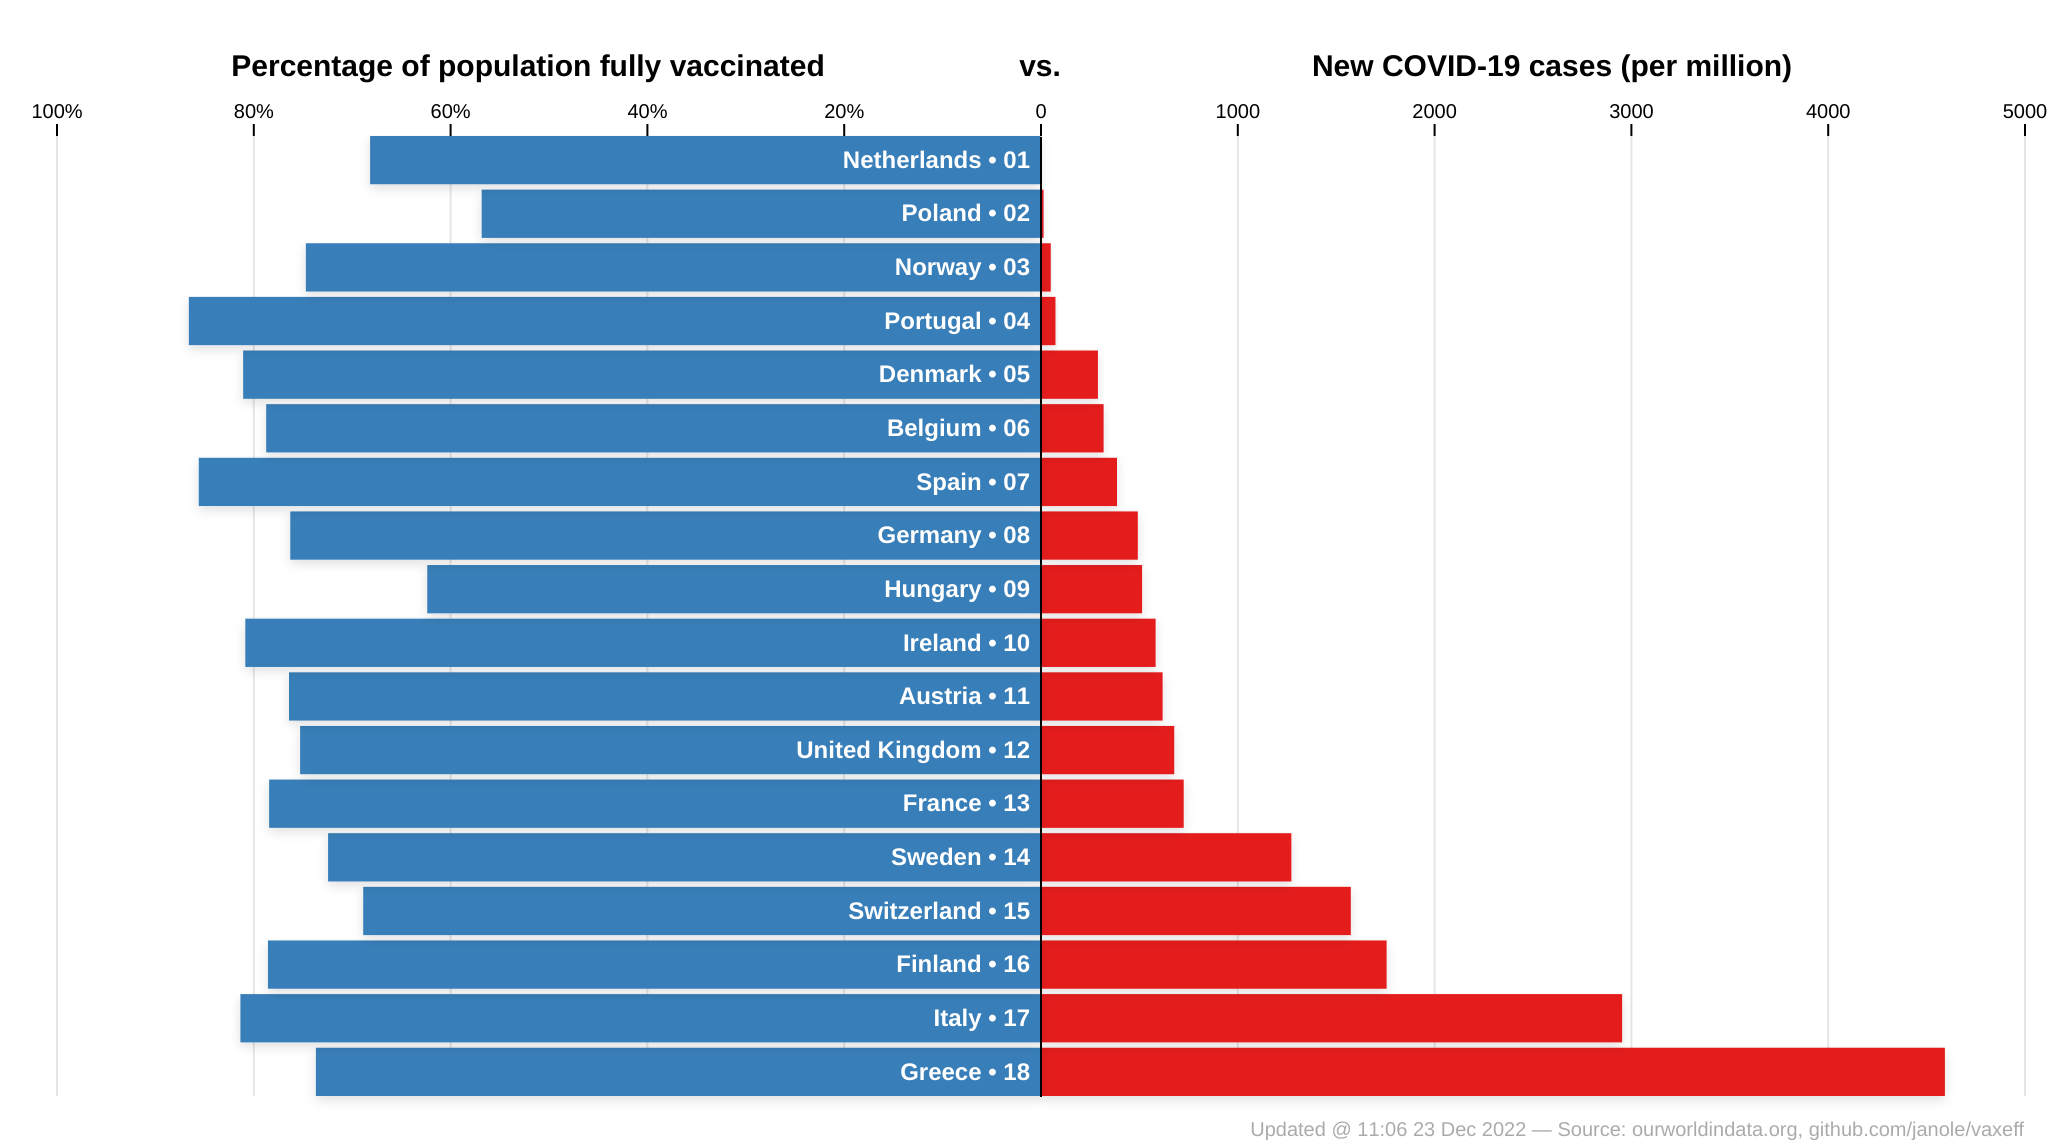 Percentage of population fully vaccinated vs. New COVID-19 cases (per million)
100% 80% 60% 40% 20% 0 1000 2000 3000 4000 5000
Netherlands • 01
Poland • 02
Norway • 03
Portugal • 04
Denmark • 05
Belgium • 06
Spain • 07
Germany • 08
Hungary • 09
Ireland • 10
Austria • 11
United Kingdom • 12
France • 13
Sweden • 14
Switzerland • 15
Finland • 16
Italy • 17
Greece • 18
Updated @ 11:06 23 Dec 2022 — Source: ourworldindata.org, github.com/janole/vaxeff